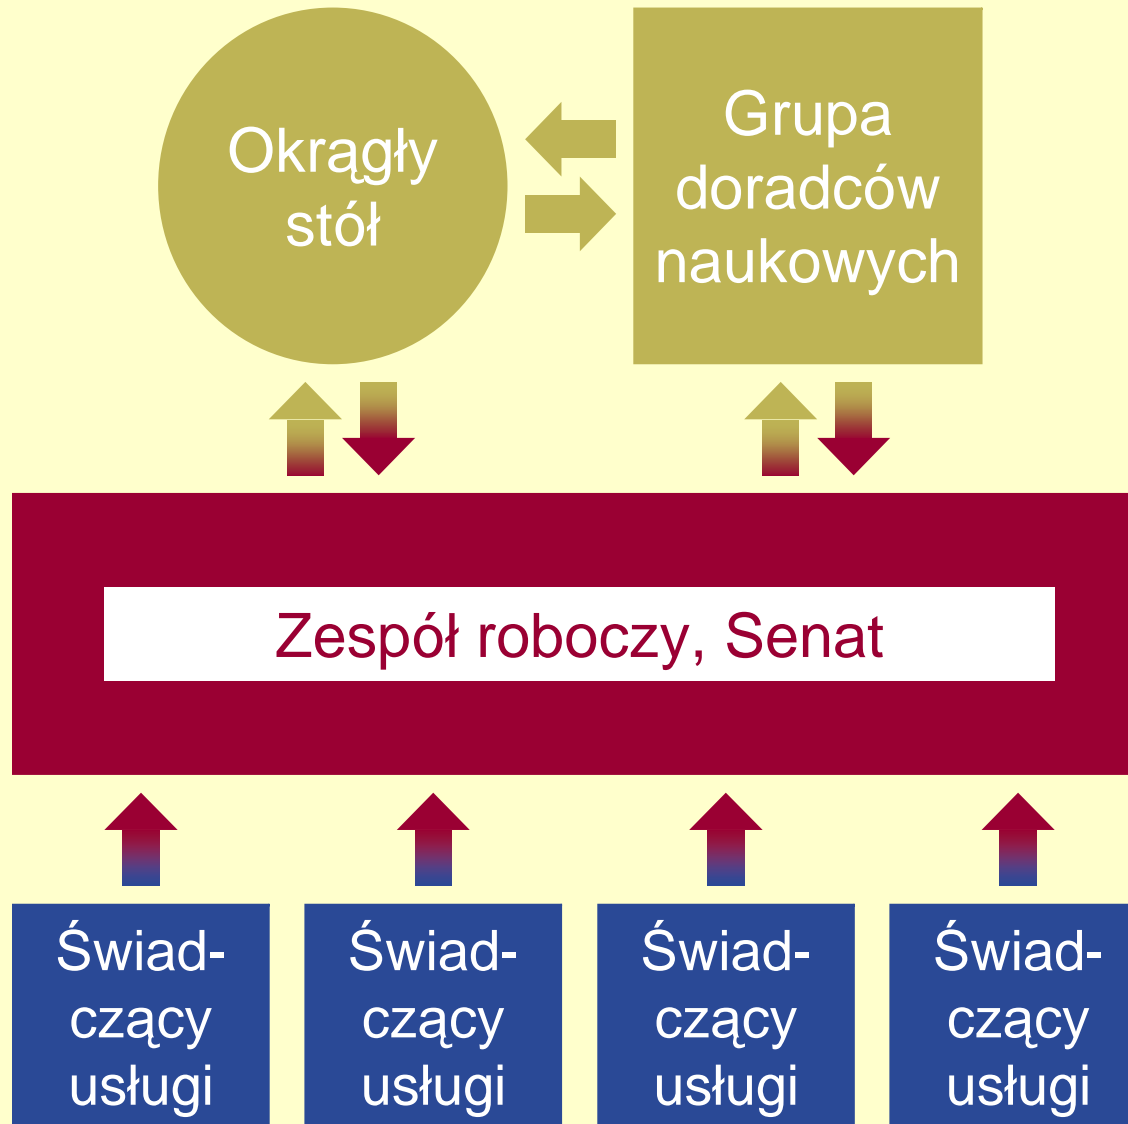 Okrągły
stół
Grupa
doradców
naukowych
Zespół roboczy, Senat
Świad-
czący
usługi
Świad-
czący
usługi
Świad-
czący
usługi
Świad-
czący
usługi